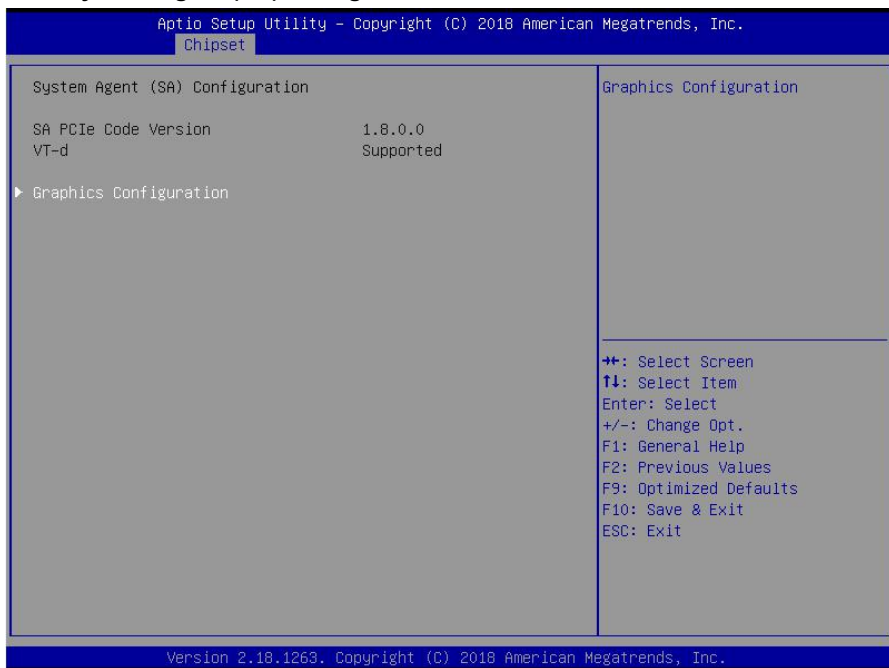 Aptio Setup Utility – Copyright (C) 2018 American Megatrends, Inc.
Chipset
System Agent (SA) Configuration
SA PCIe Code Version 1.8.0.0
VT-d Supported
► Graphics Configuration
Graphics Configuration
→←: Select Screen
↑↓: Select Item
Enter: Select
+/-: Change Opt.
F1: General Help
F2: Previous Values
F9: Optimized Defaults
F10: Save & Exit
ESC: Exit
Version 2.18.1263. Copyright (C) 2018 American Megatrends, Inc.